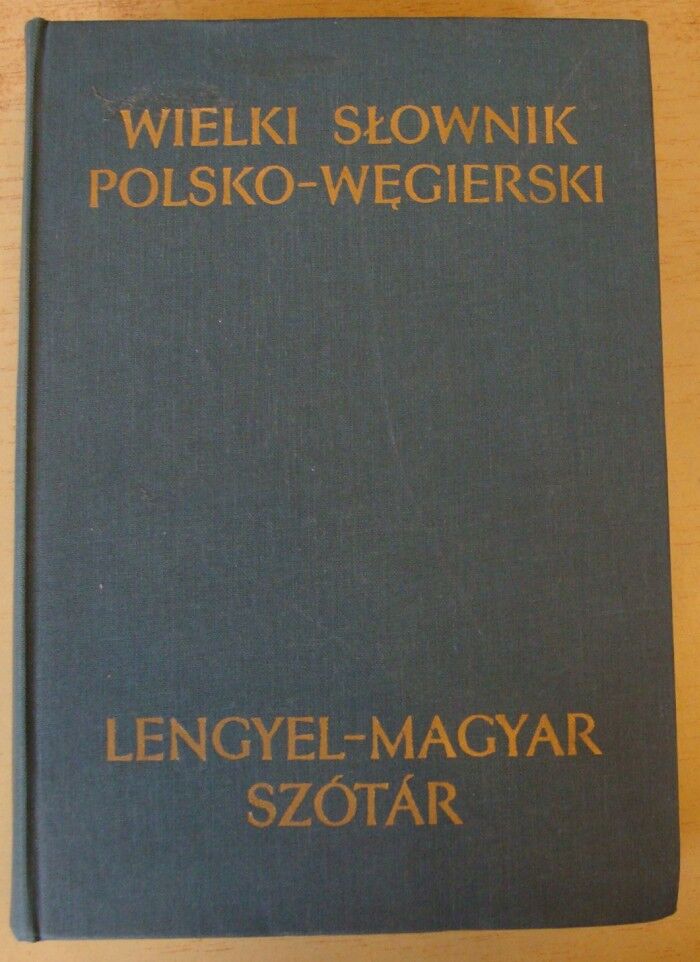 WIELKI SŁOWNIK
POLSKO-WĘGIERSKI
LENGYEL-MAGYAR
SZÓTÁR